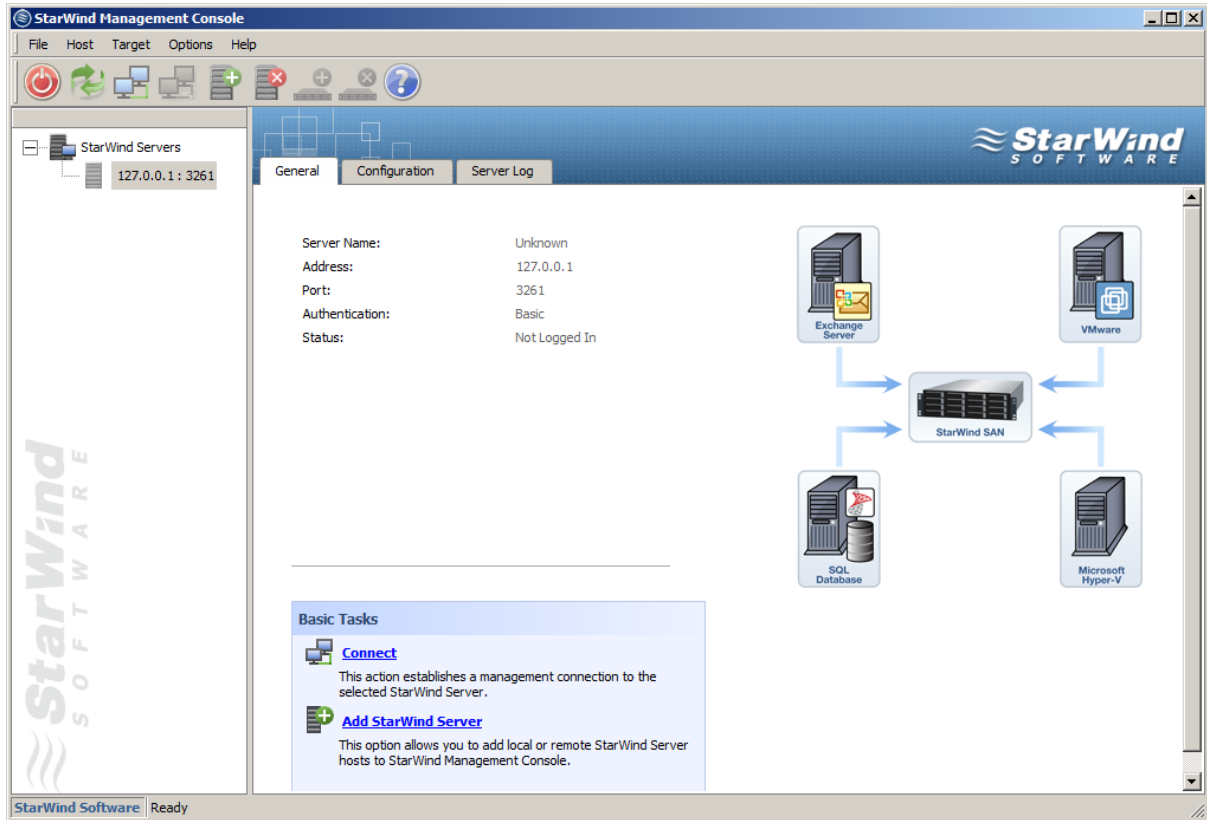 StarWind Management Console
File Host Target Options Help
StarWind Servers
127.0.0.1 : 3261
StarWind
SOFTWARE
General Configuration Server Log
StarWind
SOFTWARE
Server Name: Unknown
Address: 127.0.0.1
Port: 3261
Authentication: Basic
Status: Not Logged In
Exchange
Server
VMware
StarWind SAN
SQL
Database
Microsoft
Hyper-V
Basic Tasks
Connect
This action establishes a management connection to the
selected StarWind Server.
Add StarWind Server
This option allows you to add local or remote StarWind Server
hosts to StarWind Management Console.
StarWind Software Ready